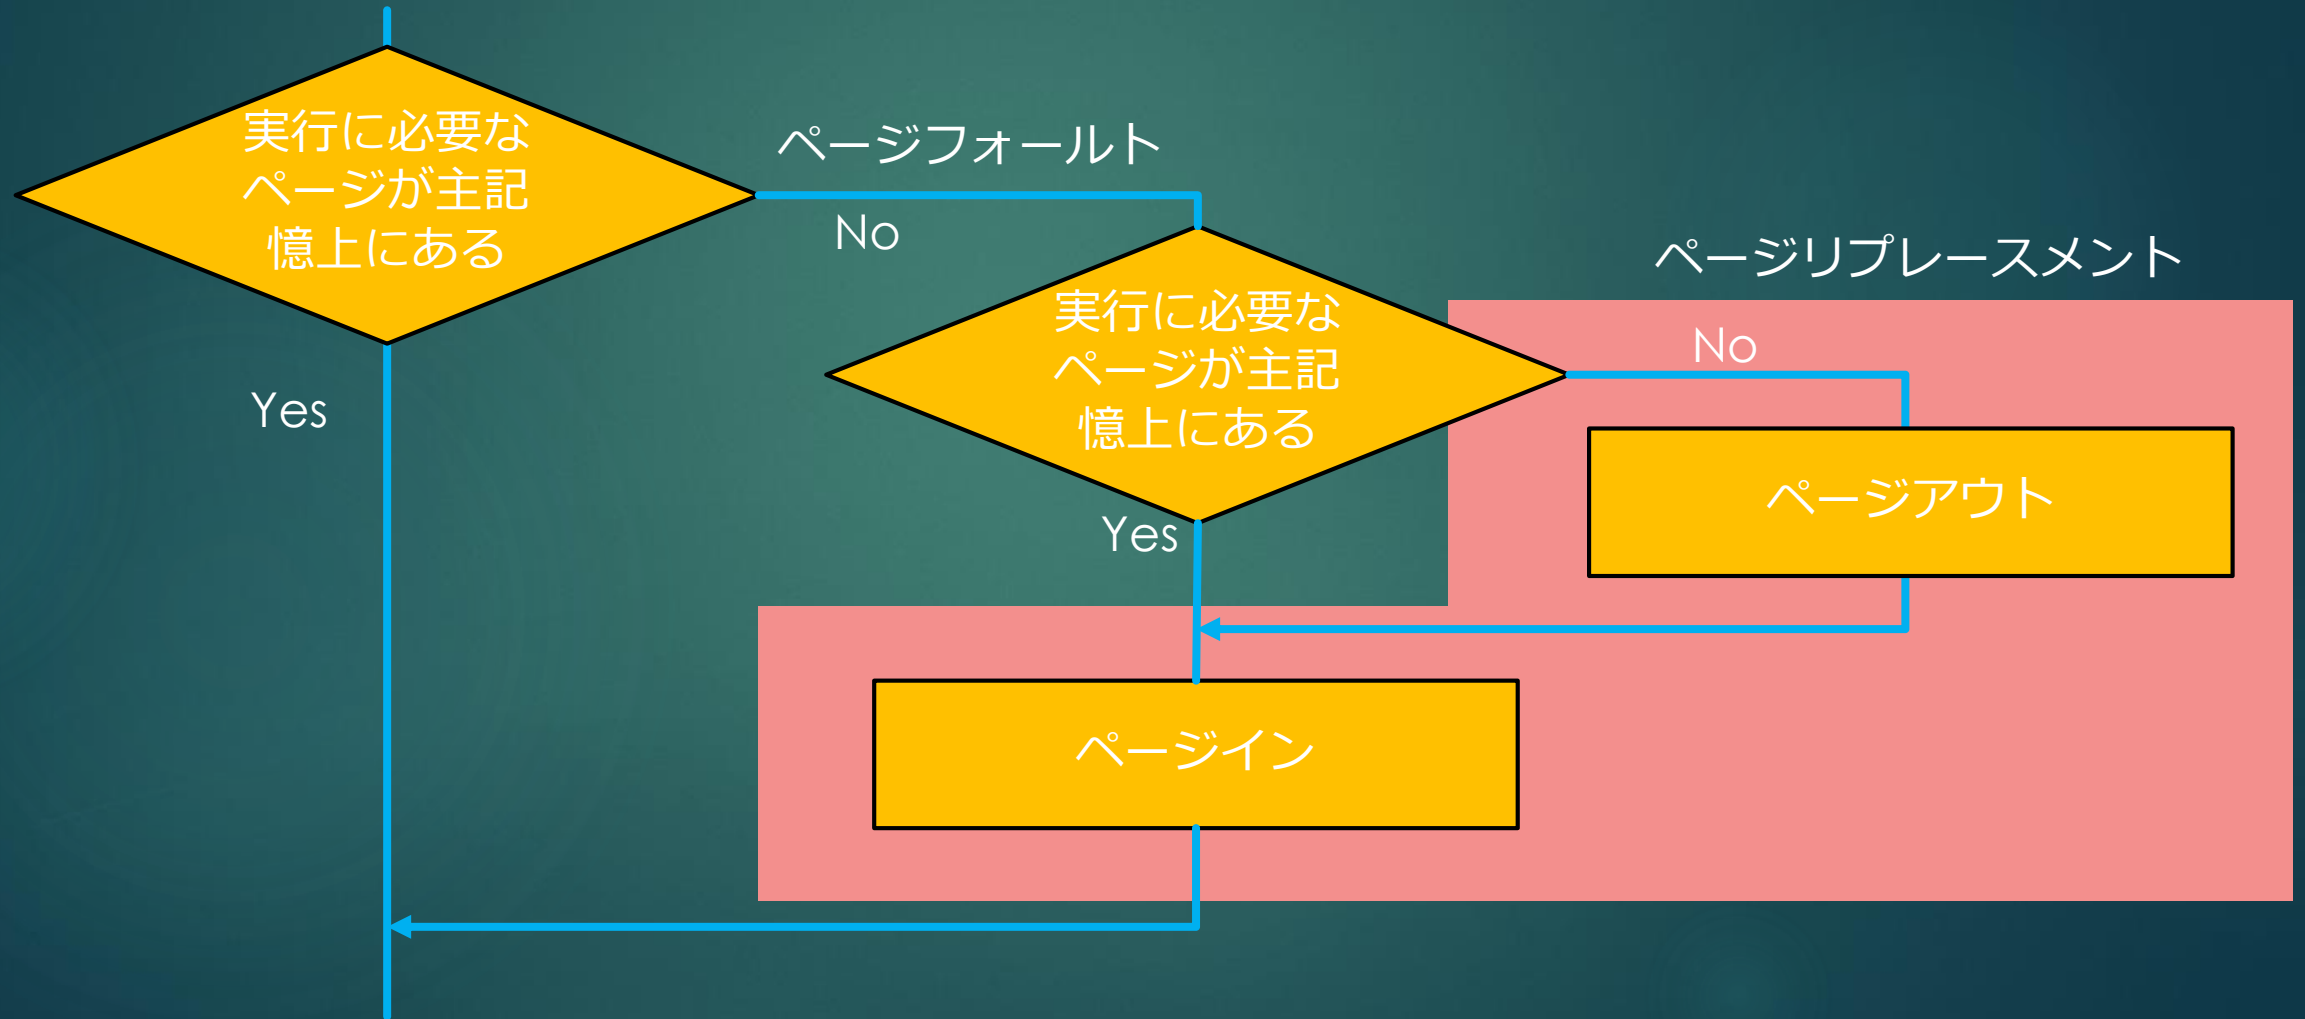 実行に必要な
ページが主記
憶上にある
ページフォールト
No
Yes
実行に必要な
ページが主記
憶上にある
ページリプレースメント
No
Yes
ページアウト
ページイン